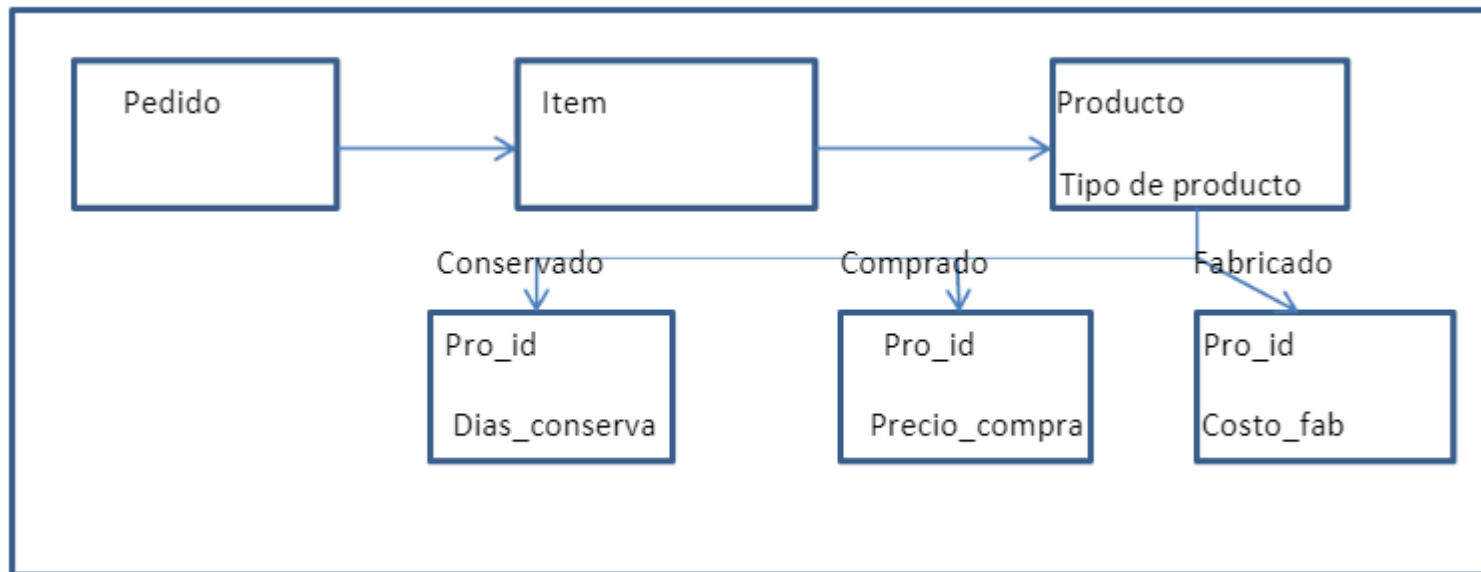 Pedido
Item
Producto
Tipo de producto
Conservado
Comprado
Fabricado
Pro_id
Dias_conserva
Pro_id
Precio_compra
Pro_id
Costo_fab